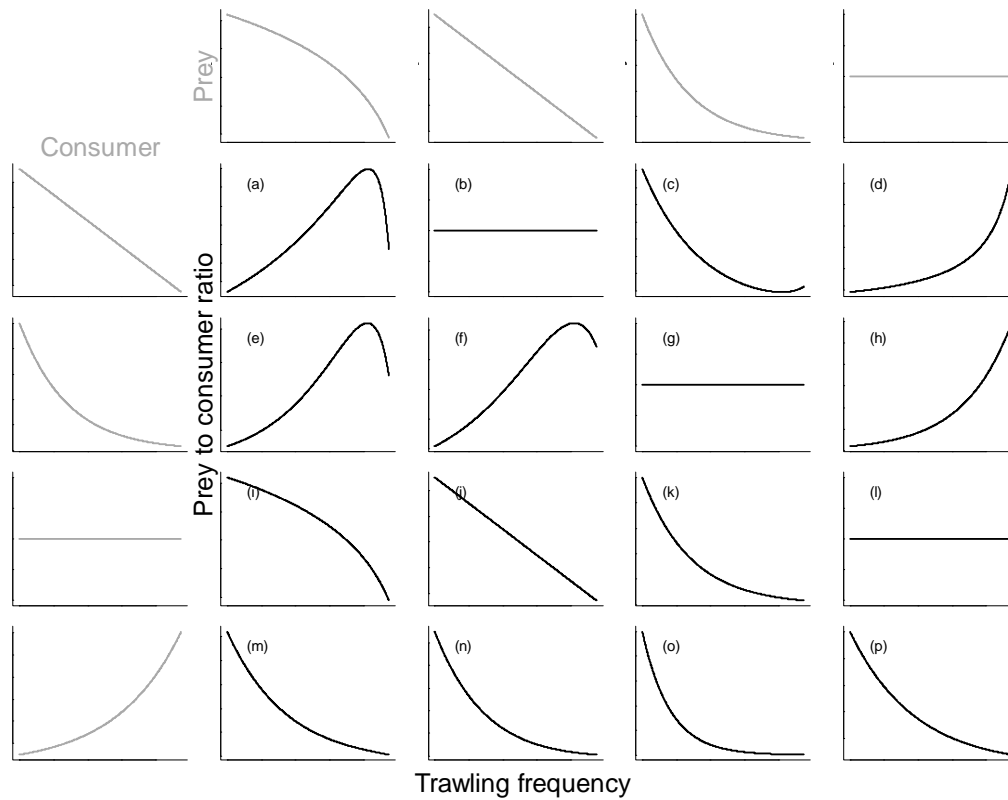 Prey
Consumer
Prey to consumer ratio
(a)
(b)
(c)
(d)
(e)
(f)
(g)
(h)
(i)
(j)
(k)
(l)
(m)
(n)
(o)
(p)
Trawling frequency